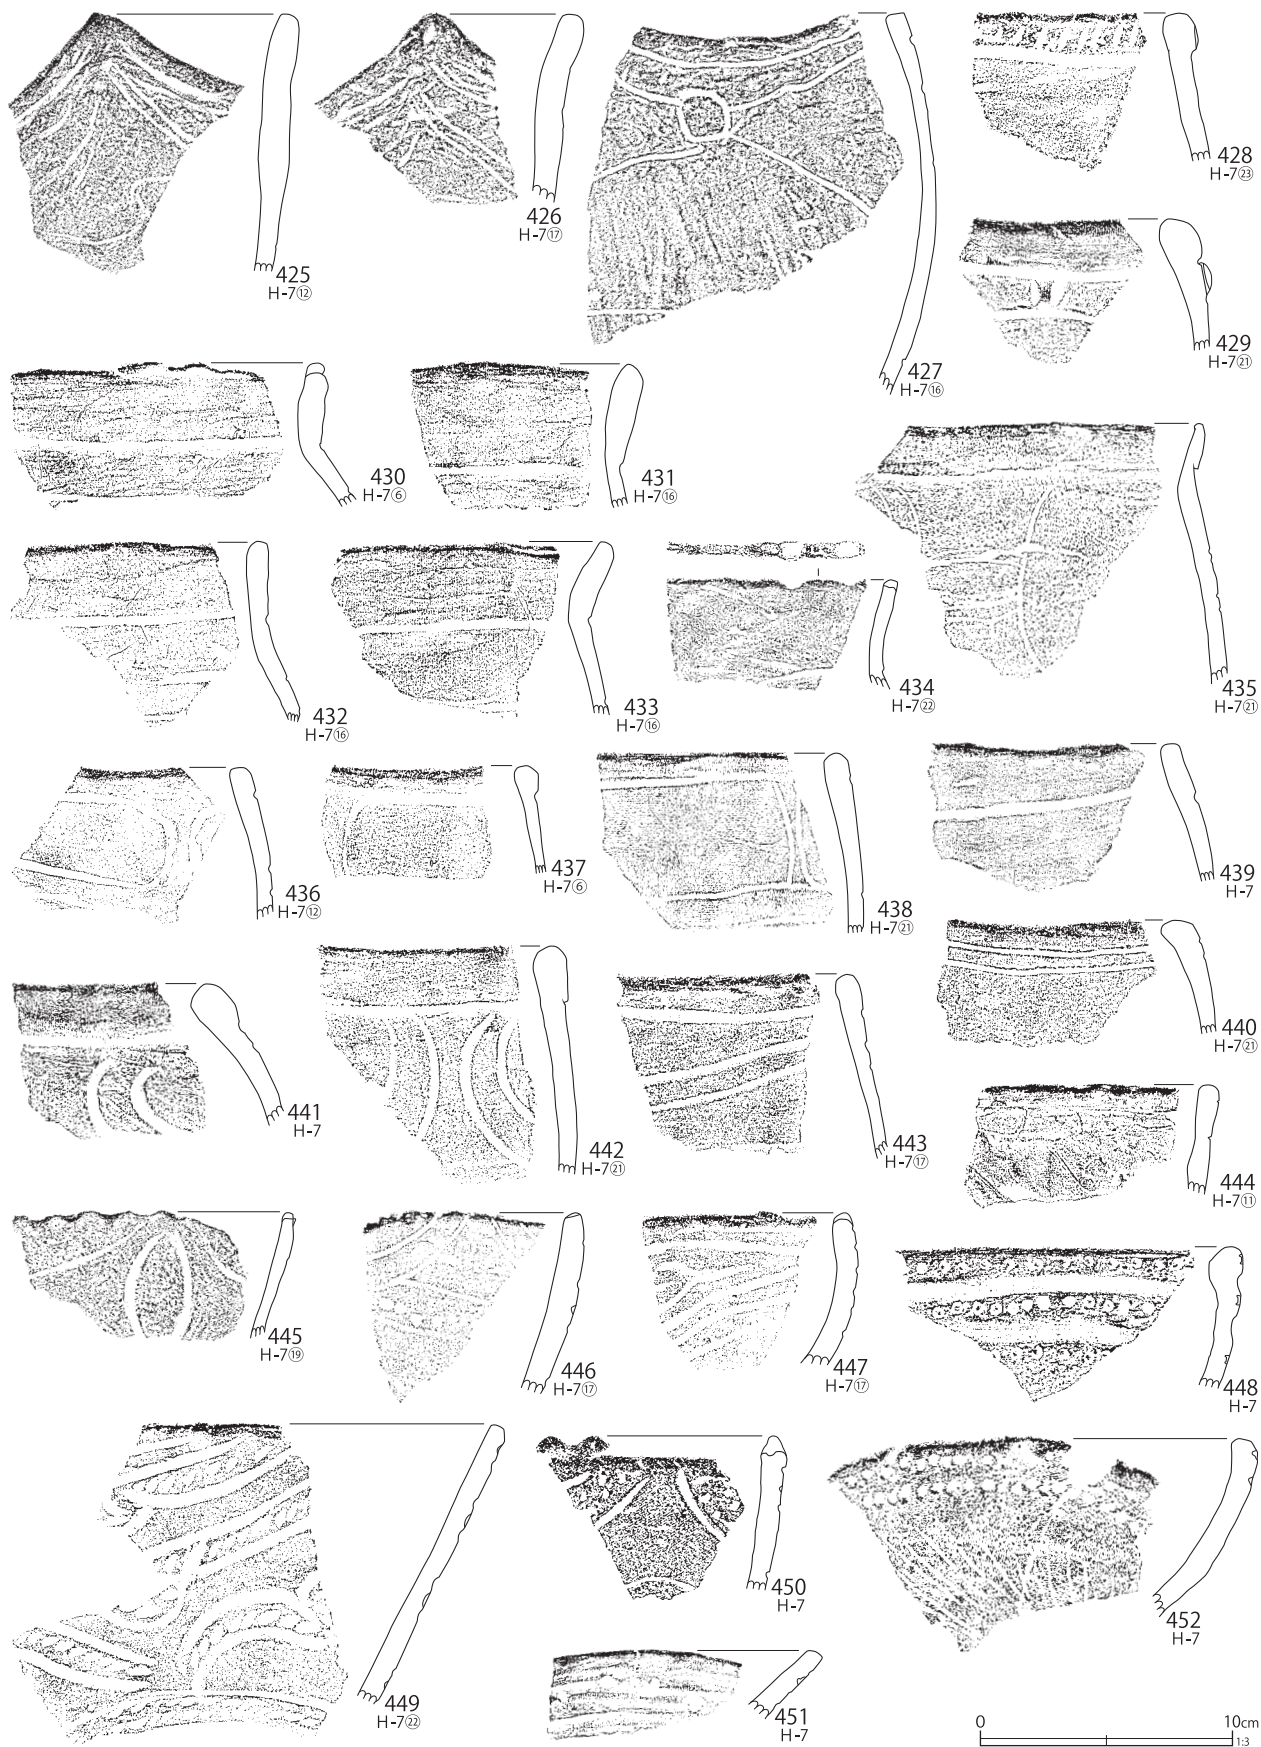 425
H-7⑫
426
H-7⑰
427
H-7⑯
428
H-7㉓
429
H-7㉑
430
H-7⑥
431
H-7⑯
432
H-7⑯
433
H-7⑯
434
H-7㉒
435
H-7㉑
436
H-7⑫
437
H-7⑥
438
H-7㉑
439
H-7
440
H-7㉑
441
H-7
442
H-7㉑
443
H-7⑰
444
H-7⑪
445
H-7⑲
446
H-7⑰
447
H-7⑰
448
H-7
449
H-7㉒
450
H-7
451
H-7
452
H-7
0 10cm
1:3